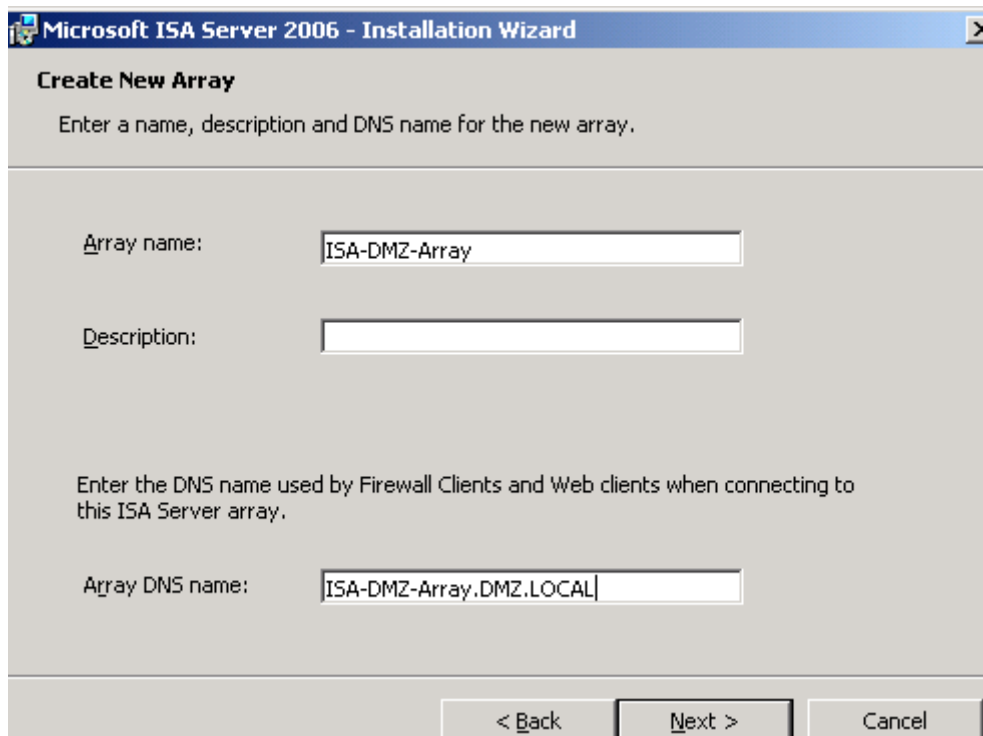 Microsoft ISA Server 2006 - Installation Wizard
Create New Array
Enter a name, description and DNS name for the new array.
Array name:
ISA-DMZ-Array
Description:
Enter the DNS name used by Firewall Clients and Web clients when connecting to
this ISA Server array.
Array DNS name:
ISA-DMZ-Array.DMZ.LOCAL
< Back
Next >
Cancel